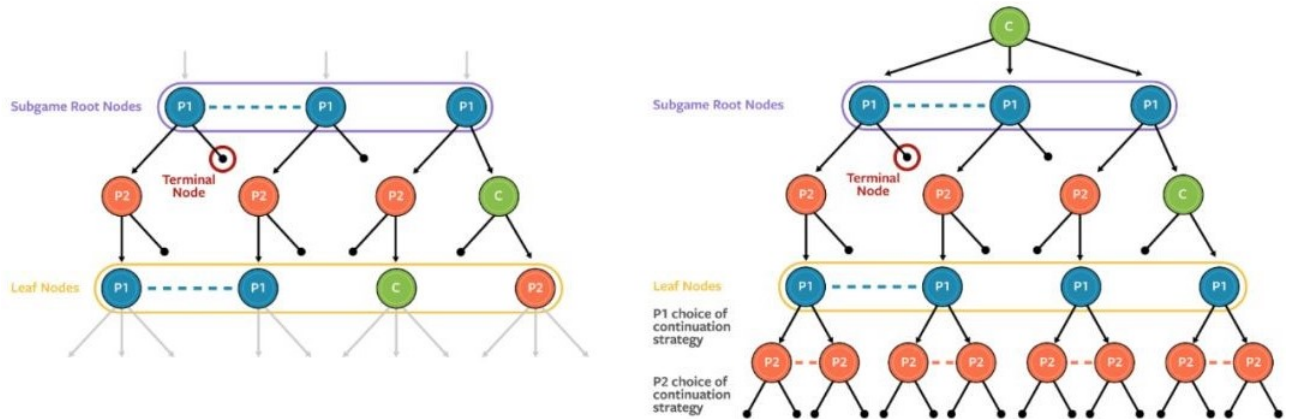 Subgame Root Nodes
P1
P1
P1
Terminal
Node
P2
P2
P2
C
Leaf Nodes
P1
P1
C
P2
C
Subgame Root Nodes
P1
P1
P1
Terminal
Node
P2
P2
P2
C
Leaf Nodes
P1
P1
P1
P1
P1 choice of
continuation
strategy
P2
P2
P2
P2
P2
P2
P2
P2
P2 choice of
continuation
strategy